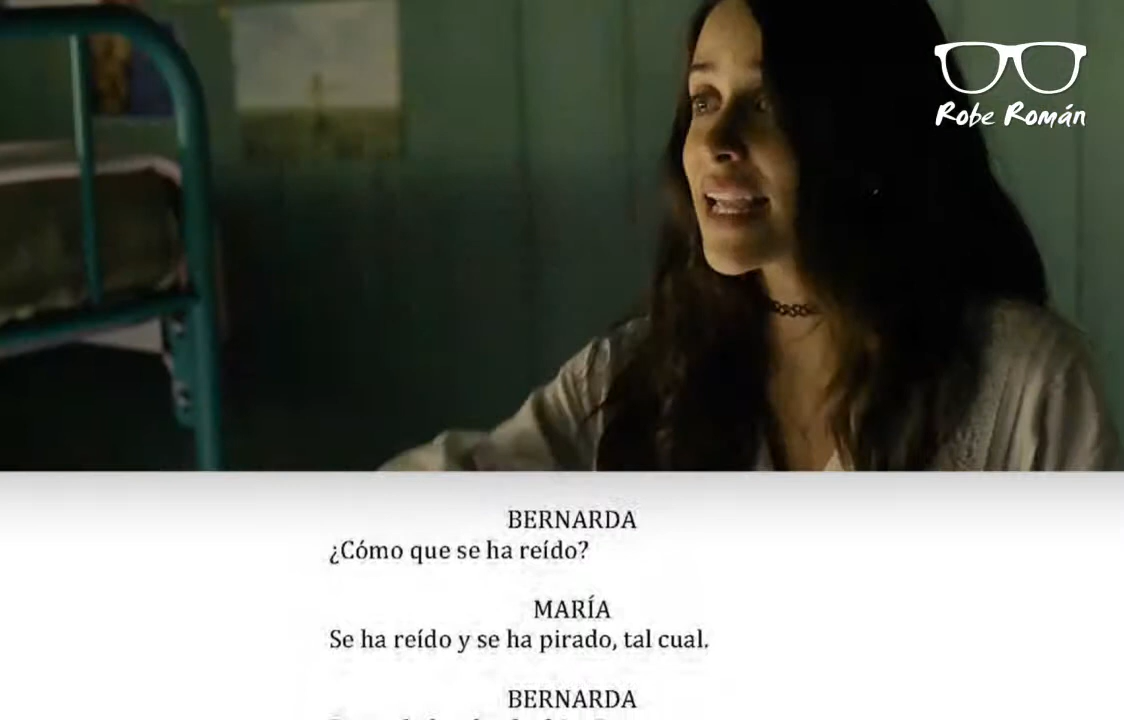 Robe Román
BERNARDA
¿Cómo que se ha reído?
MARÍA
Se ha reído y se ha pirado, tal cual.
BERNARDA